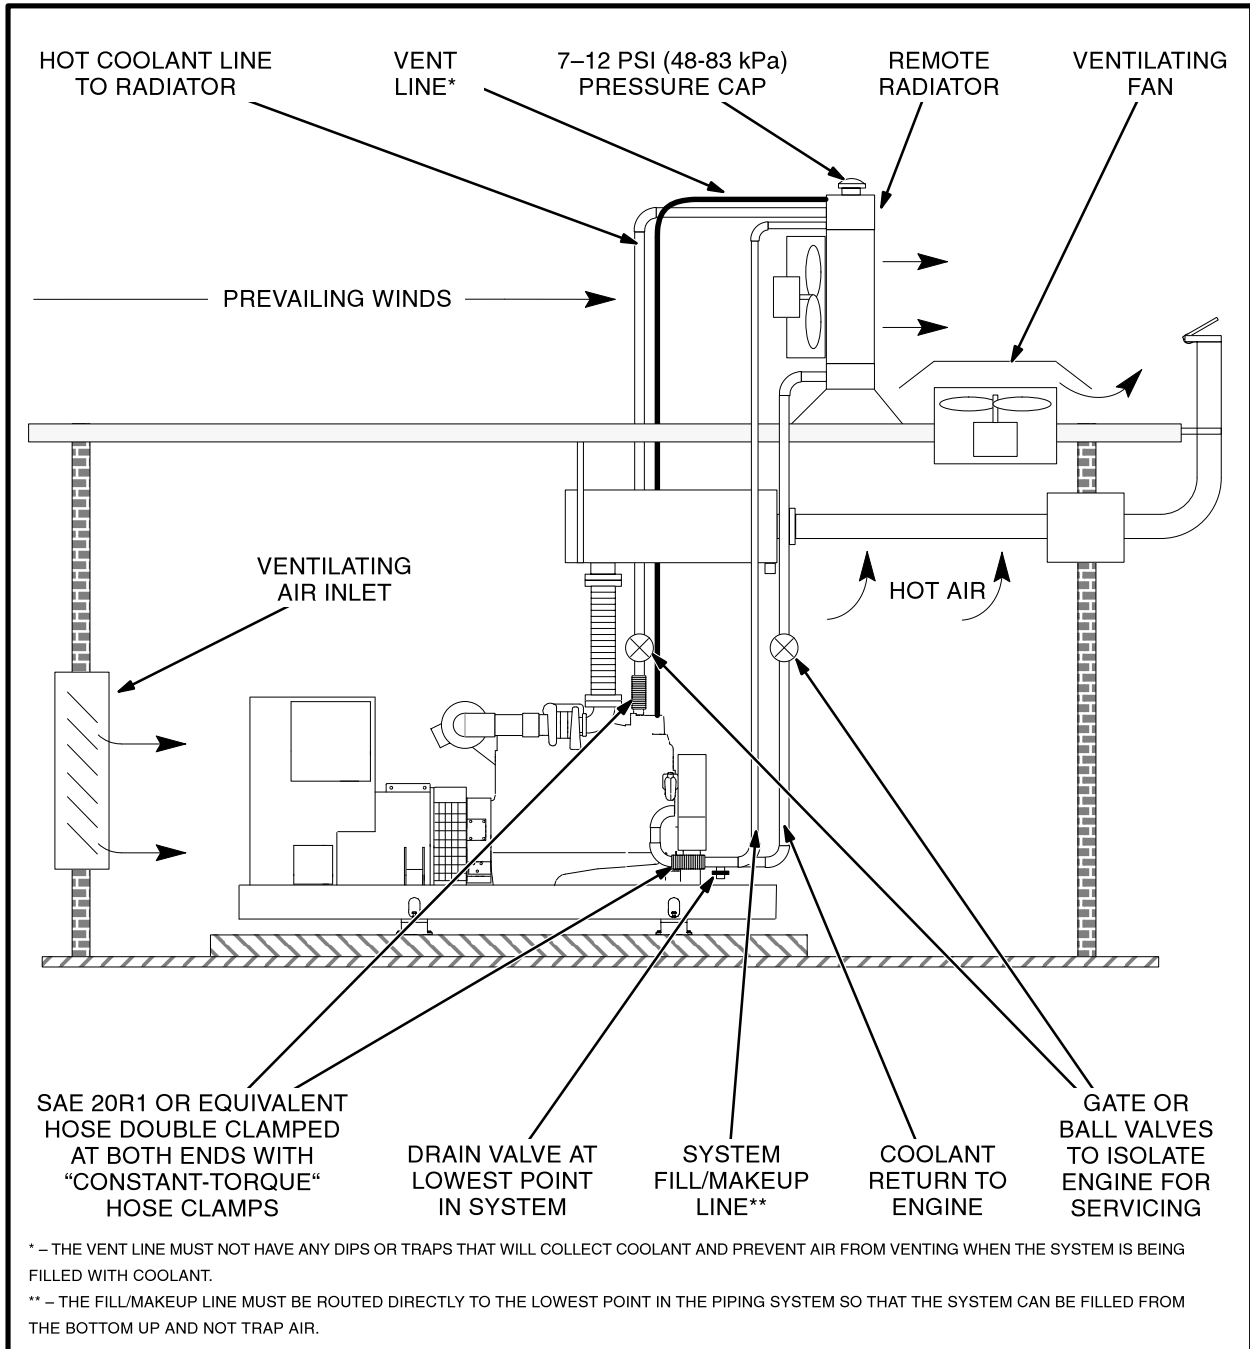 HOT COOLANT LINE
TO RADIATOR
VENT
LINE*
7–12 PSI (48-83 kPa)
PRESSURE CAP
REMOTE
RADIATOR
VENTILATING
FAN
PREVAILING WINDS
VENTILATING
AIR INLET
HOT AIR
SAE 20R1 OR EQUIVALENT
HOSE DOUBLE CLAMPED
AT BOTH ENDS WITH
“CONSTANT-TORQUE“
HOSE CLAMPS
DRAIN VALVE AT
LOWEST POINT
IN SYSTEM
SYSTEM
FILL/MAKEUP
LINE**
COOLANT
RETURN TO
ENGINE
GATE OR
BALL VALVES
TO ISOLATE
ENGINE FOR
SERVICING
* – THE VENT LINE MUST NOT HAVE ANY DIPS OR TRAPS THAT WILL COLLECT COOLANT AND PREVENT AIR FROM VENTING WHEN THE SYSTEM IS BEING
FILLED WITH COOLANT.
** – THE FILL/MAKEUP LINE MUST BE ROUTED DIRECTLY TO THE LOWEST POINT IN THE PIPING SYSTEM SO THAT THE SYSTEM CAN BE FILLED FROM
THE BOTTOM UP AND NOT TRAP AIR.